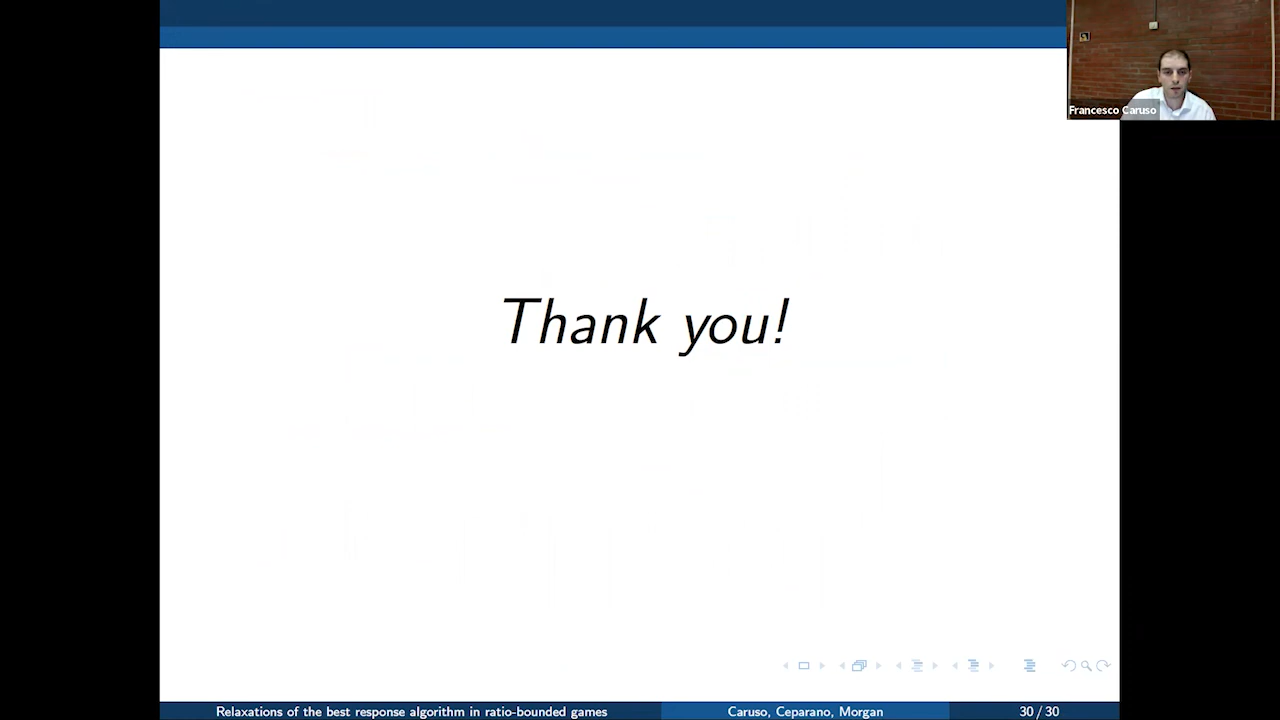 Francesco Caruso
Thank you!
Relaxations of the best response algorithm in ratio-bounded games
Caruso, Ceparano, Morgan
30 / 30